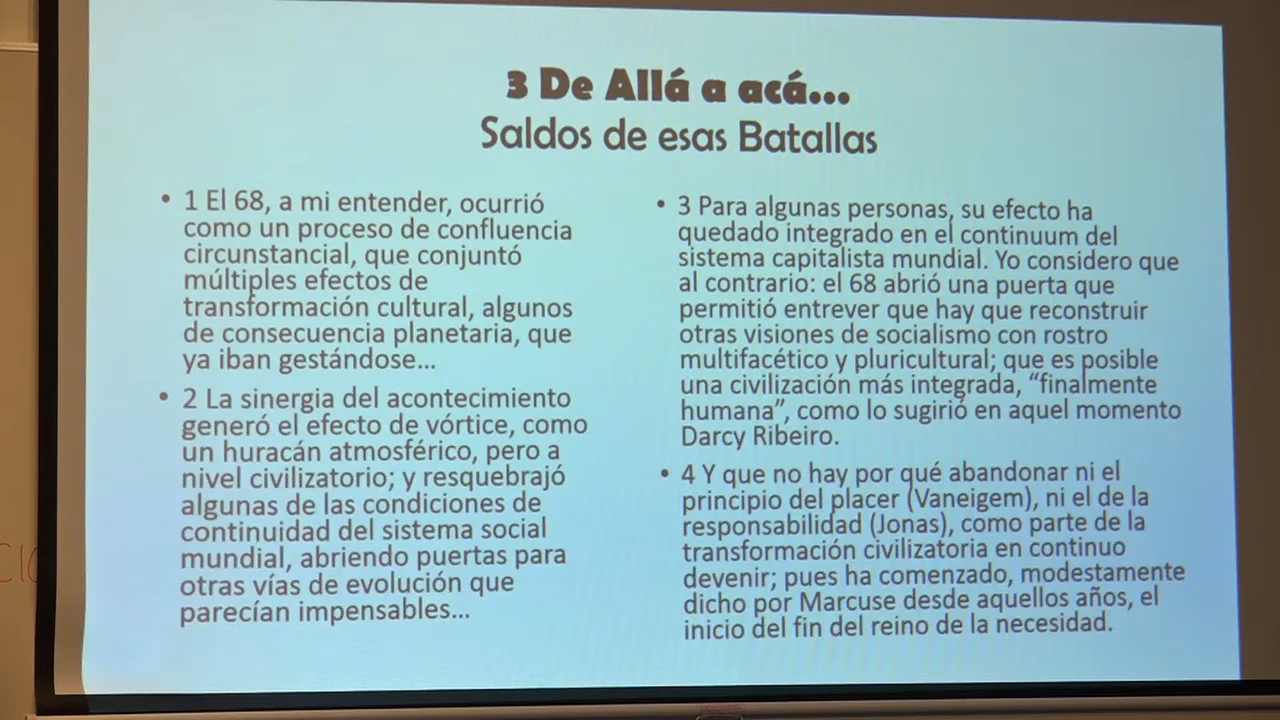 3 De Allá a acá...
Saldos de esas Batallas
• 1 El 68, a mi entender, ocurrió
como un proceso de confluencia
circunstancial, que conjuntó
múltiples efectos de
transformación cultural, algunos
de consecuencia planetaria, que
ya iban gestándose...
• 2 La sinergia del acontecimiento
generó el efecto de vórtice, como
un huracán atmosférico, pero a
nivel civilizatorio; y resquebrajó
algunas de las condiciones de
continuidad del sistema social
mundial, abriendo puertas para
otras vías de evolución que
parecían impensables...
• 3 Para algunas personas, su efecto ha
quedado integrado en el continuum del
sistema capitalista mundial. Yo considero que
al contrario: el 68 abrió una puerta que
permitió entrever que hay que reconstruir
otras visiones de socialismo con rostro
multifacético y pluricultural; que es posible
una civilización más integrada, “finalmente
humana”, como lo sugirió en aquel momento
Darcy Ribeiro.
• 4 Y que no hay por qué abandonar ni el
principio del placer (Vaneigem), ni el de la
responsabilidad (Jonas), como parte de la
transformación civilizatoria en continuo
devenir; pues ha comenzado, modestamente
dicho por Marcuse desde aquellos años, el
inicio del fin del reino de la necesidad.